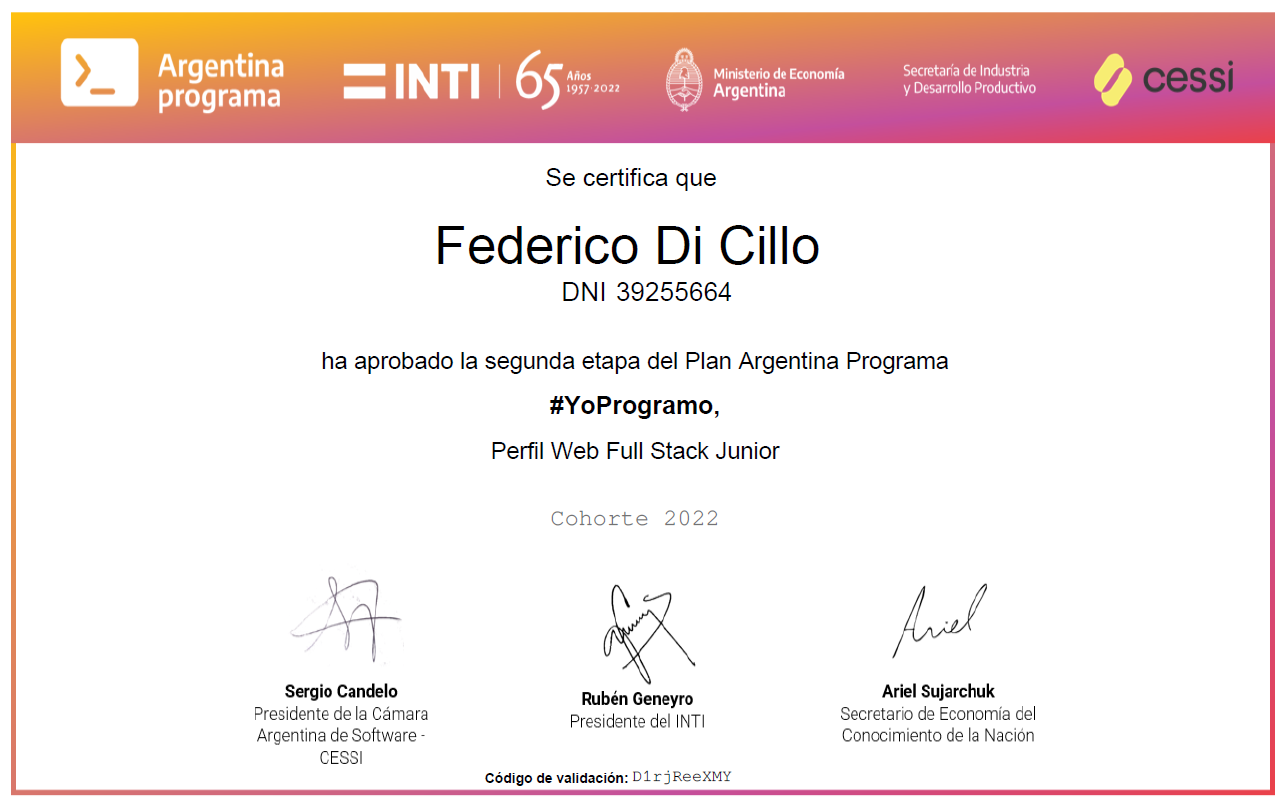 Argentina
programa
INTI
65 Años
1957-2022
Ministerio de Economía
Argentina
Secretaría de Industria
y Desarrollo Productivo
cessi
Se certifica que
Federico Di Cillo
DNI 39255664
ha aprobado la segunda etapa del Plan Argentina Programa
#YoProgramo,
Perfil Web Full Stack Junior
Cohorte 2022
Ariel
Sergio Candelo
Presidente de la Cámara
Argentina de Software -
CESSI
Rubén Geneyro
Presidente del INTI
Ariel Sujarchuk
Secretario de Economía del
Conocimiento de la Nación
Código de validación: D1rjReeXMY